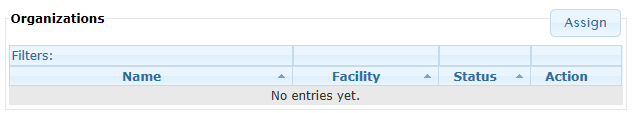 Organizations
Assign
Filters:
Name Facility Status Action
No entries yet.